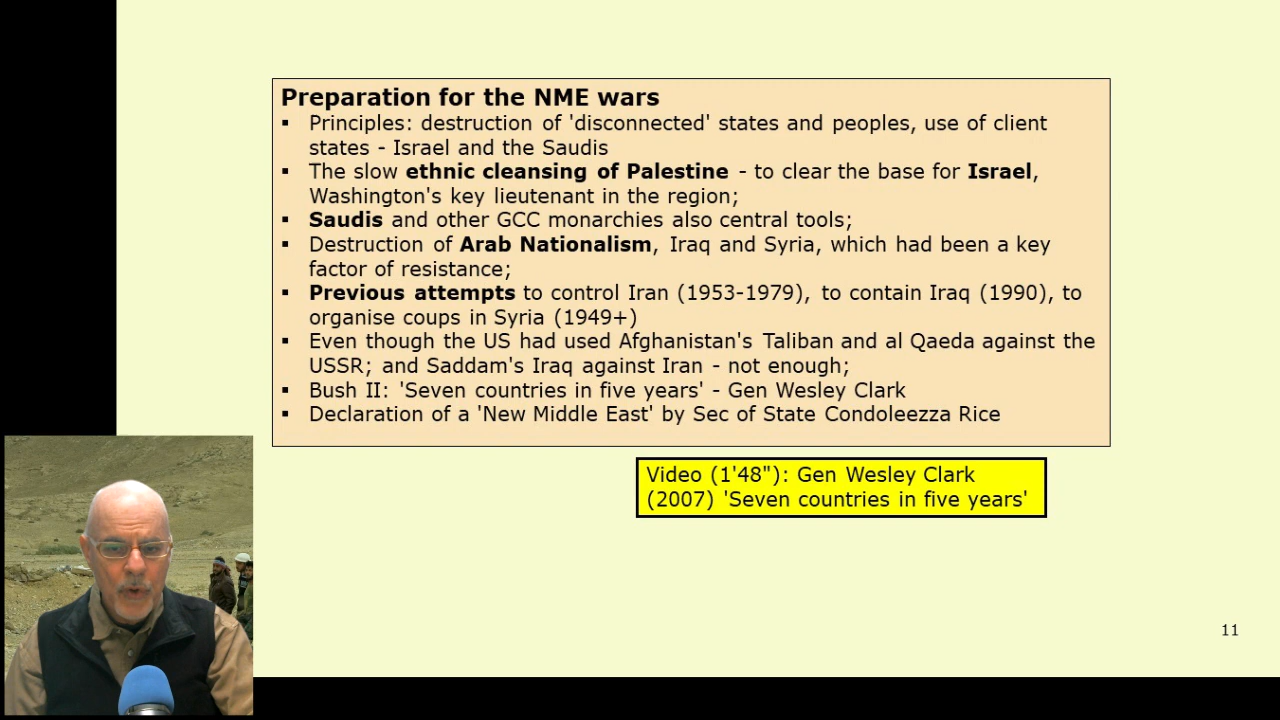 Preparation for the NME wars
▪ Principles: destruction of 'disconnected' states and peoples, use of client
states - Israel and the Saudis
▪ The slow ethnic cleansing of Palestine - to clear the base for Israel,
Washington's key lieutenant in the region;
▪ Saudis and other GCC monarchies also central tools;
▪ Destruction of Arab Nationalism, Iraq and Syria, which had been a key
factor of resistance;
▪ Previous attempts to control Iran (1953-1979), to contain Iraq (1990), to
organise coups in Syria (1949+)
▪ Even though the US had used Afghanistan's Taliban and al Qaeda against the
USSR; and Saddam's Iraq against Iran - not enough;
▪ Bush II: 'Seven countries in five years' - Gen Wesley Clark
▪ Declaration of a 'New Middle East' by Sec of State Condoleezza Rice
Video (1'48"): Gen Wesley Clark
(2007) 'Seven countries in five years'
11